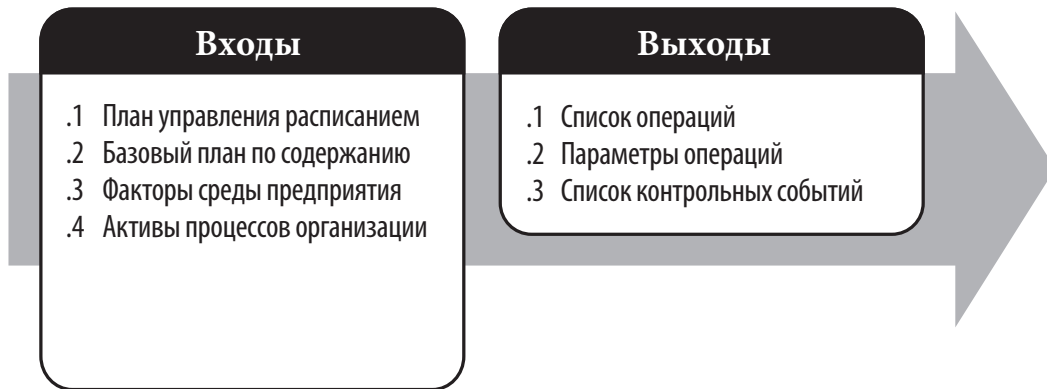 Входы
.1 План управления расписанием
.2 Базовый план по содержанию
.3 Факторы среды предприятия
.4 Активы процессов организации
Выходы
.1 Список операций
.2 Параметры операций
.3 Список контрольных событий